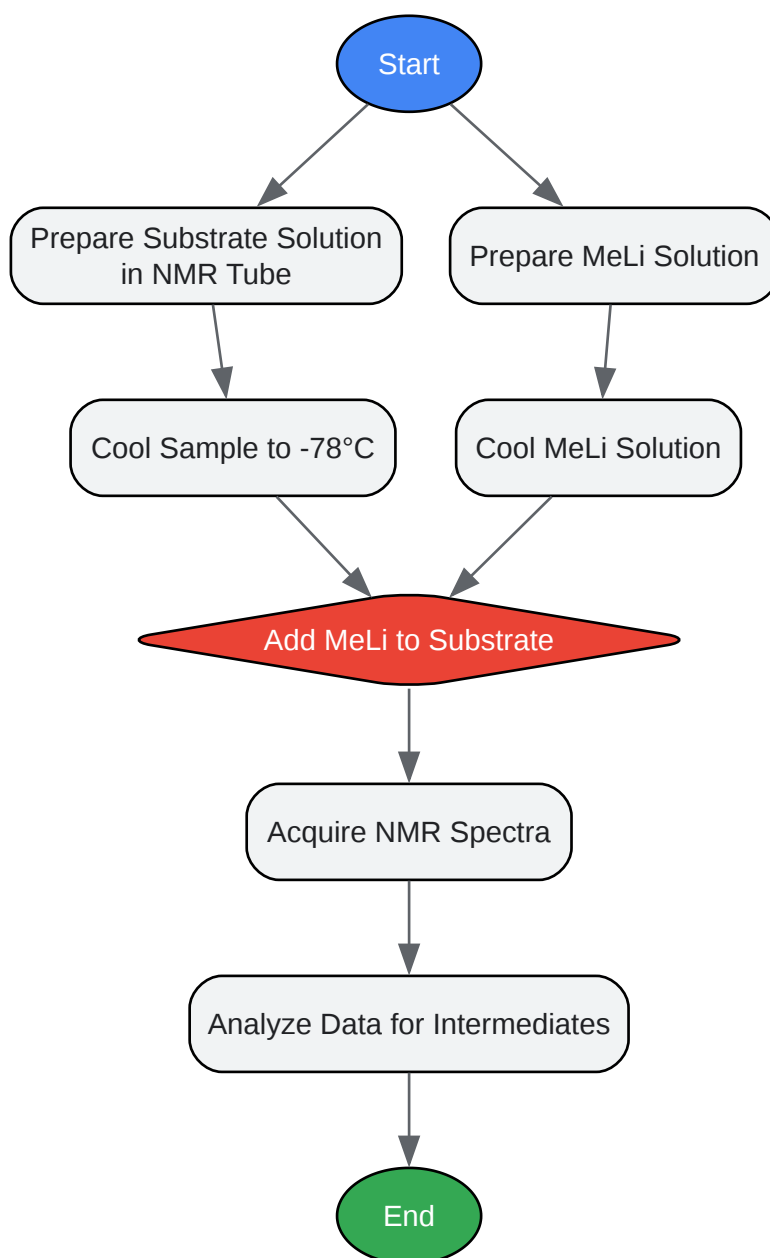 Start
Prepare Substrate Solution
in NMR Tube
Prepare MeLi Solution
Cool Sample to -78°C
Cool MeLi Solution
Add MeLi to Substrate
Acquire NMR Spectra
Analyze Data for Intermediates
End